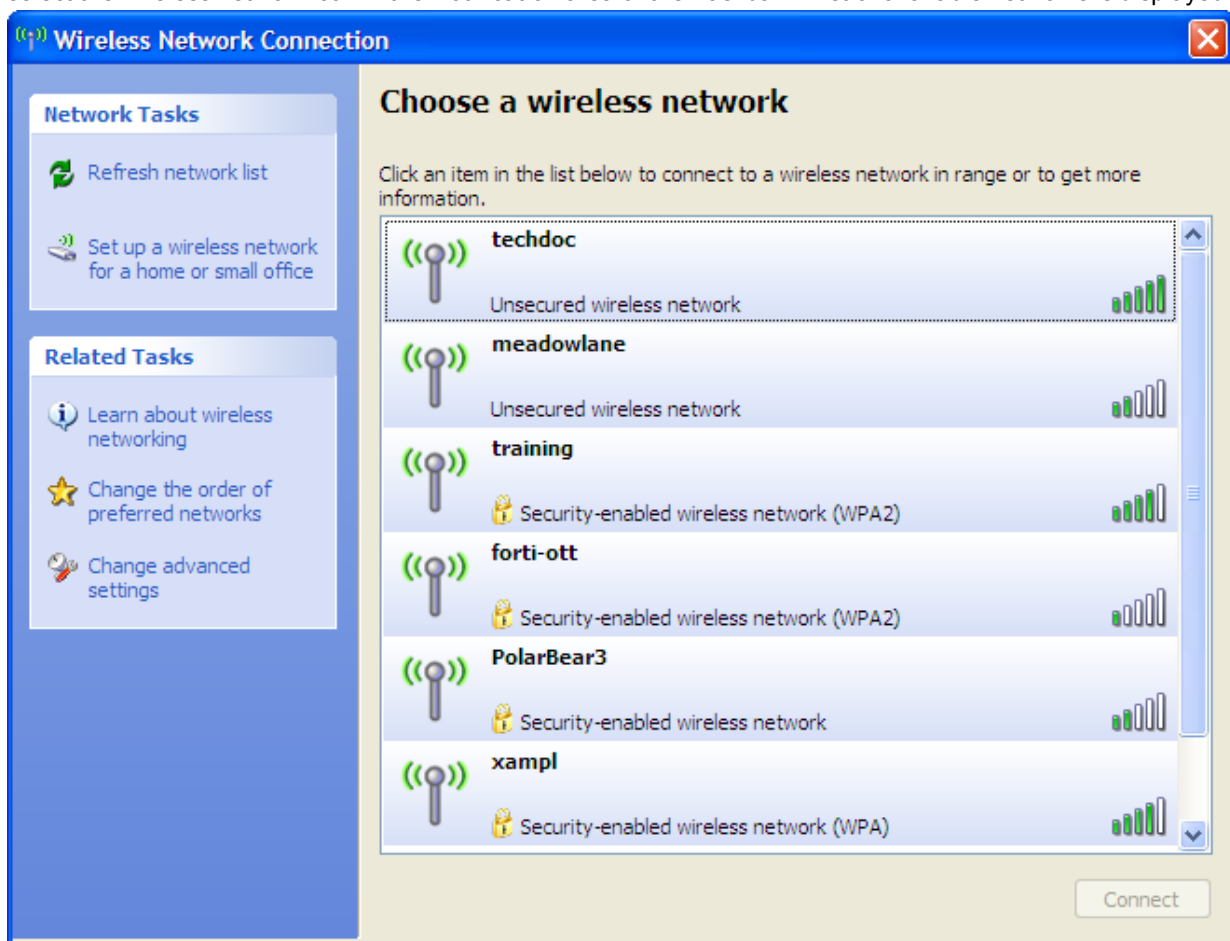 Wireless Network Connection
Network Tasks
Refresh network list
Set up a wireless network
for a home or small office
Related Tasks
Learn about wireless
networking
Change the order of
preferred networks
Change advanced
settings
Choose a wireless network
Click an item in the list below to connect to a wireless network in range or to get more
information.
techdoc
Unsecured wireless network
meadowlane
Unsecured wireless network
training
Security-enabled wireless network (WPA2)
forti-ott
Security-enabled wireless network (WPA2)
PolarBear3
Security-enabled wireless network
xampl
Security-enabled wireless network (WPA)
Connect